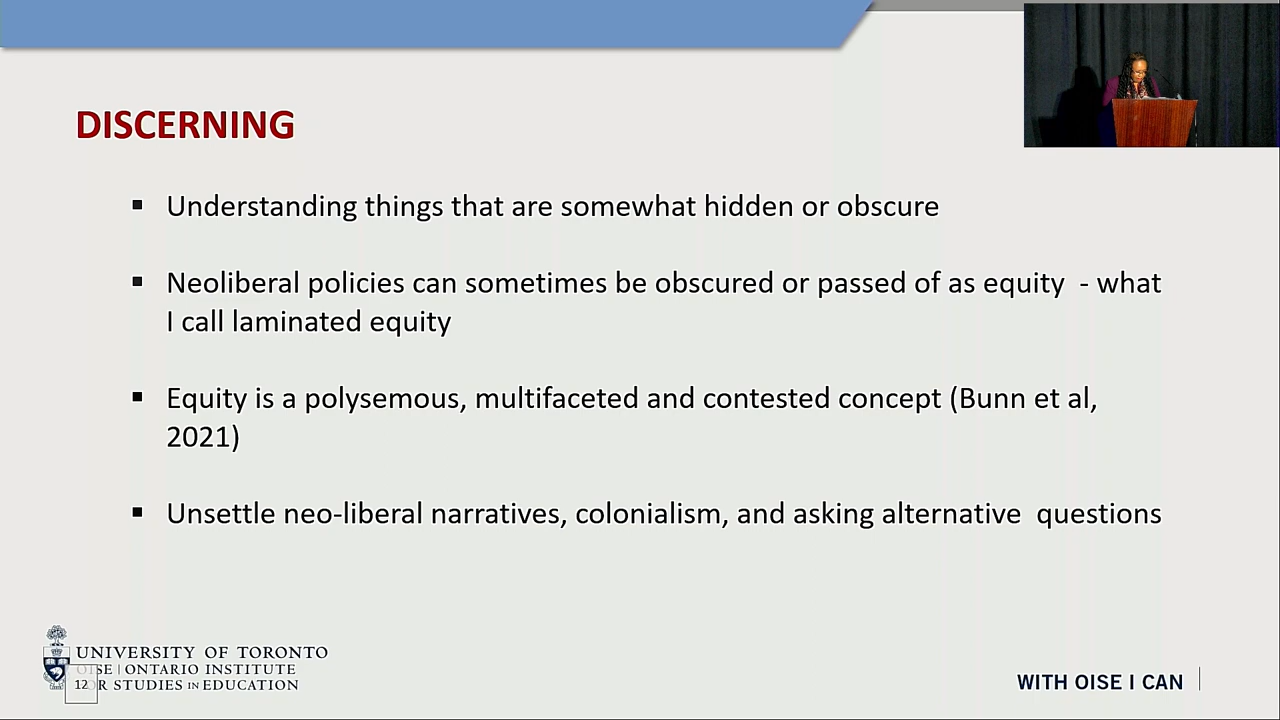 DISCERNING
▪ Understanding things that are somewhat hidden or obscure
▪ Neoliberal policies can sometimes be obscured or passed of as equity - what
I call laminated equity
▪ Equity is a polysemous, multifaceted and contested concept (Bunn et al,
2021)
▪ Unsettle neo-liberal narratives, colonialism, and asking alternative questions
UNIVERSITY OF TORONTO
OISE | ONTARIO INSTITUTE
FOR STUDIES IN EDUCATION
12
WITH OISE I CAN